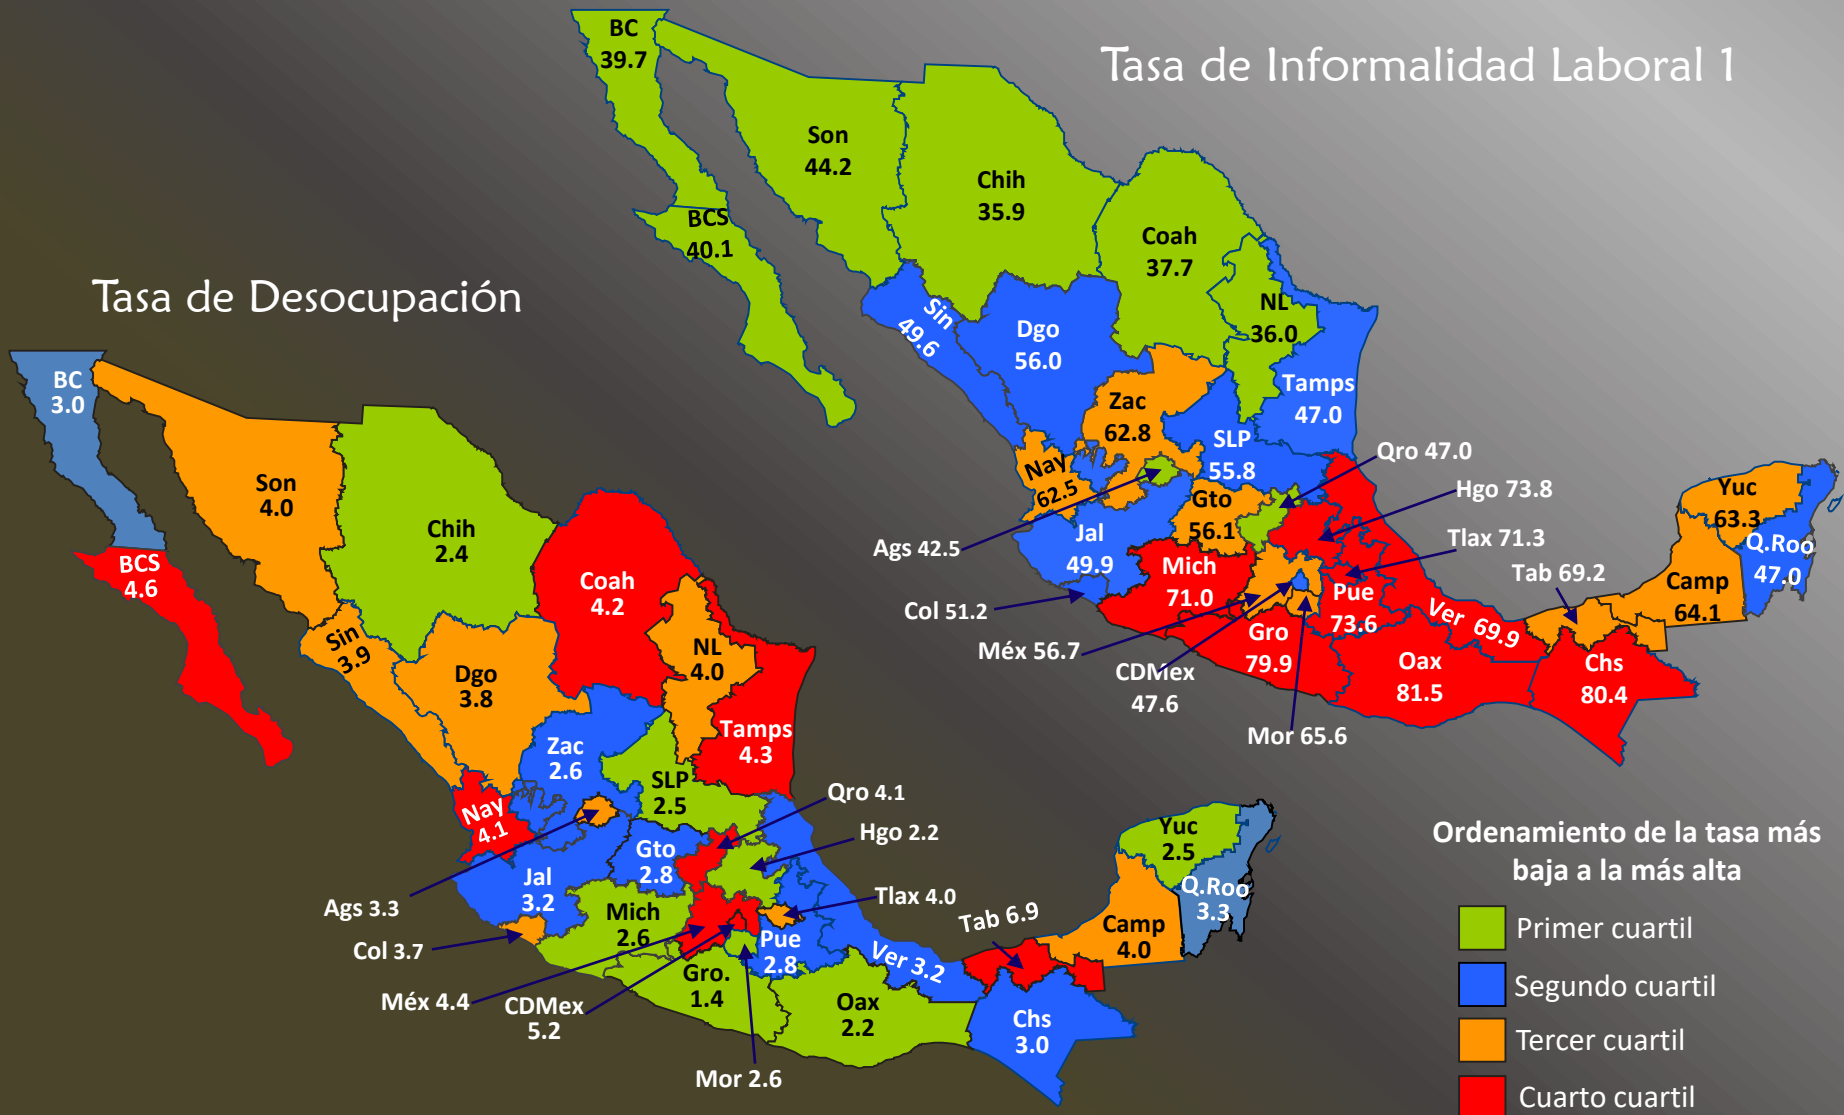 Tasa de Informalidad Laboral 1
BC
39.7
Son
44.2
Chih
35.9
BCS
40.1
Coah
37.7
NL
36.0
Sin
49.6
Dgo
56.0
Tamps
47.0
Zac
62.8
SLP
55.8
Nay
62.5
Qro 47.0
Hgo 73.8
Gto
56.1
Ags 42.5
Jal
49.9
Tlax 71.3
Mich
71.0
Tab 69.2
Yuc
63.3
Q.Roo
47.0
Camp
64.1
Col 51.2
Pue
73.6
Ver 69.9
Méx 56.7
Gro
79.9
CDMex
47.6
Oax
81.5
Chs
80.4
Mor 65.6
Tasa de Desocupación
BC
3.0
Son
4.0
Chih
2.4
BCS
4.6
Coah
4.2
Sin
3.9
Dgo
3.8
NL
4.0
Tamps
4.3
Zac
2.6
SLP
2.5
Nay
4.1
Qro 4.1
Hgo 2.2
Gto
2.8
Jal
3.2
Ags 3.3
Tlax 4.0
Mich
2.6
Col 3.7
Pue
2.8
Ver 3.2
Tab 6.9
Yuc
2.5
Q.Roo
3.3
Camp
4.0
Méx 4.4
CDMex
5.2
Gro.
1.4
Oax
2.2
Chs
3.0
Mor 2.6
Ordenamiento de la tasa más
baja a la más alta
Primer cuartil
Segundo cuartil
Tercer cuartil
Cuarto cuartil